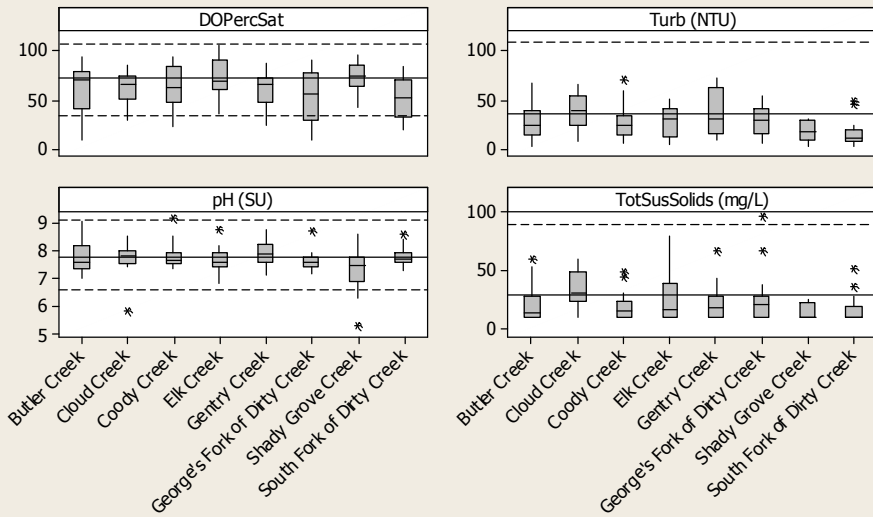 DOPercSat
100
50
0
Turb (NTU)
100
50
0
pH (SU)
9
8
7
6
5
TotSusSolids (mg/L)
100
50
0
Butler Creek
Cloud Creek
Coody Creek
Elk Creek
Gentry Creek
George's Fork of Dirty Creek
Shady Grove Creek
South Fork of Dirty Creek
Butler Creek
Cloud Creek
Coody Creek
Elk Creek
Gentry Creek
George's Fork of Dirty Creek
Shady Grove Creek
South Fork of Dirty Creek